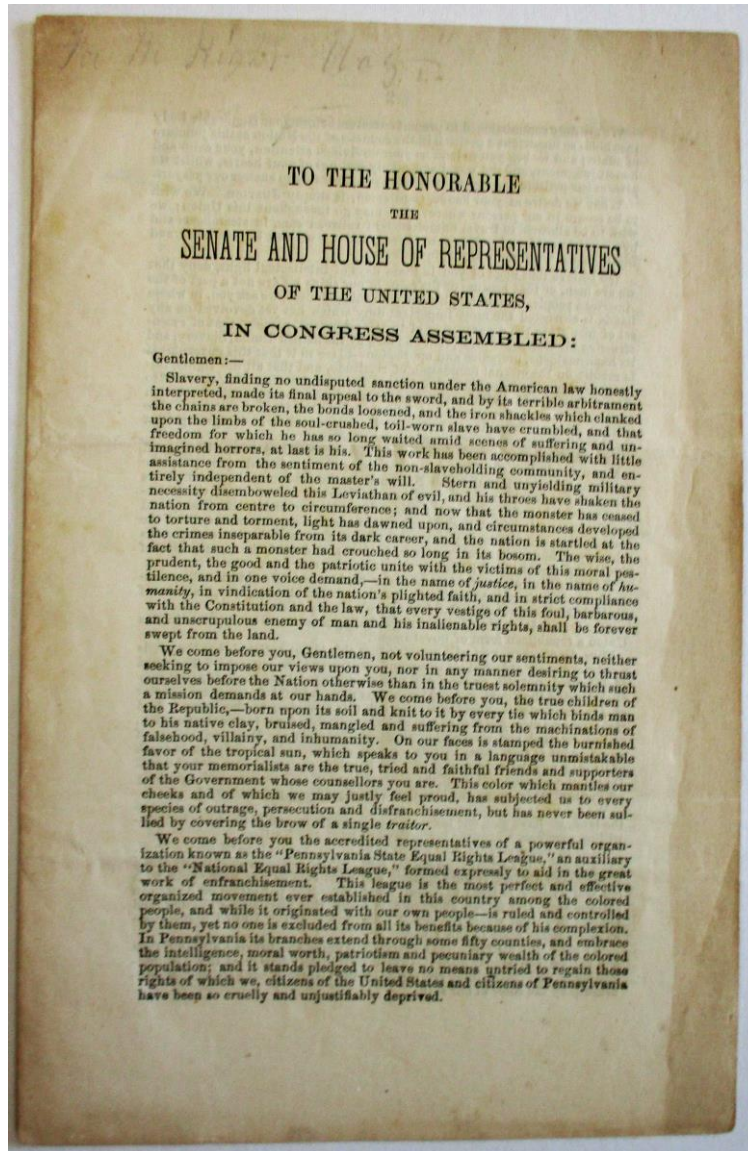 TO THE HONORABLE
THE
SENATE AND HOUSE OF REPRESENTATIVES
OF THE UNITED STATES,
IN CONGRESS ASSEMBLED:
Gentlemen:—
Slavery, finding no undisputed sanction under the American law honestly
interpreted, made its final appeal to the sword, and by its terrible arbitrament
the chains are broken, the bonds loosened, and the iron shackles which clanked
upon the limbs of the soul-crushed, toil-worn slave have crumbled, and that
freedom for which he has so long waited amid scenes of suffering and un-
imagined horrors, at last is his. This work has been accomplished with little
assistance from the sentiment of the non-slaveholding community, and en-
tirely independent of the master's will. Stern and unyielding military
necessity disemboweled this Leviathan of evil, and his throes have shaken the
nation from centre to circumference; and now that the monster has ceased
to torture and torment, light has dawned upon, and circumstances developed
the crimes inseparable from its dark career, and the nation is startled at the
fact that such a monster had crouched so long in its bosom. The wise, the
prudent, the good and the patriotic unite with the victims of this moral pes-
tilence, and in one voice demand,—in the name of justice, in the name of hu-
manity, in vindication of the nation's plighted faith, and in strict compliance
with the Constitution and the law, that every vestige of this foul, barbarous,
and unscrupulous enemy of man and his inalienable rights, shall be forever
swept from the land.
We come before you, Gentlemen, not volunteering our sentiments, neither
seeking to impose our views upon you, nor in any manner desiring to thrust
ourselves before the Nation otherwise than in the truest solemnity which such
a mission demands at our hands. We come before you, the true children of
the Republic,—born npon its soil and knit to it by every tie which binds man
to his native clay, bruised, mangled and suffering from the machinations of
falsehood, villainy, and inhumanity. On our faces is stamped the burnished
favor of the tropical sun, which speaks to you in a language unmistakable
that your memorialists are the true, tried and faithful friends and supporters
of the Government whose counsellors you are. This color which mantles our
cheeks and of which we may justly feel proud, has subjected us to every
species of outrage, persecution and disfranchisement, but has never been sul-
lied by covering the brow of a single traitor.
We come before you the accredited representatives of a powerful organ-
ization known as the "Pennsylvania State Equal Rights League," an auxiliary
to the "National Equal Rights League," formed expressly to aid in the great
work of enfranchisement. This league is the most perfect and effective
organized movement ever established in this country among the colored
people, and while it originated with our own people—is ruled and controlled
by them, yet no one is excluded from all its benefits because of his complexion.
In Pennsylvania its branches extend through some fifty counties, and embrace
the intelligence, moral worth, patriotism and pecuniary wealth of the colored
population; and it stands pledged to leave no means untried to regain those
rights of which we, citizens of the United States and citizens of Pennsylvania
have been so cruelly and unjustifiably deprived.